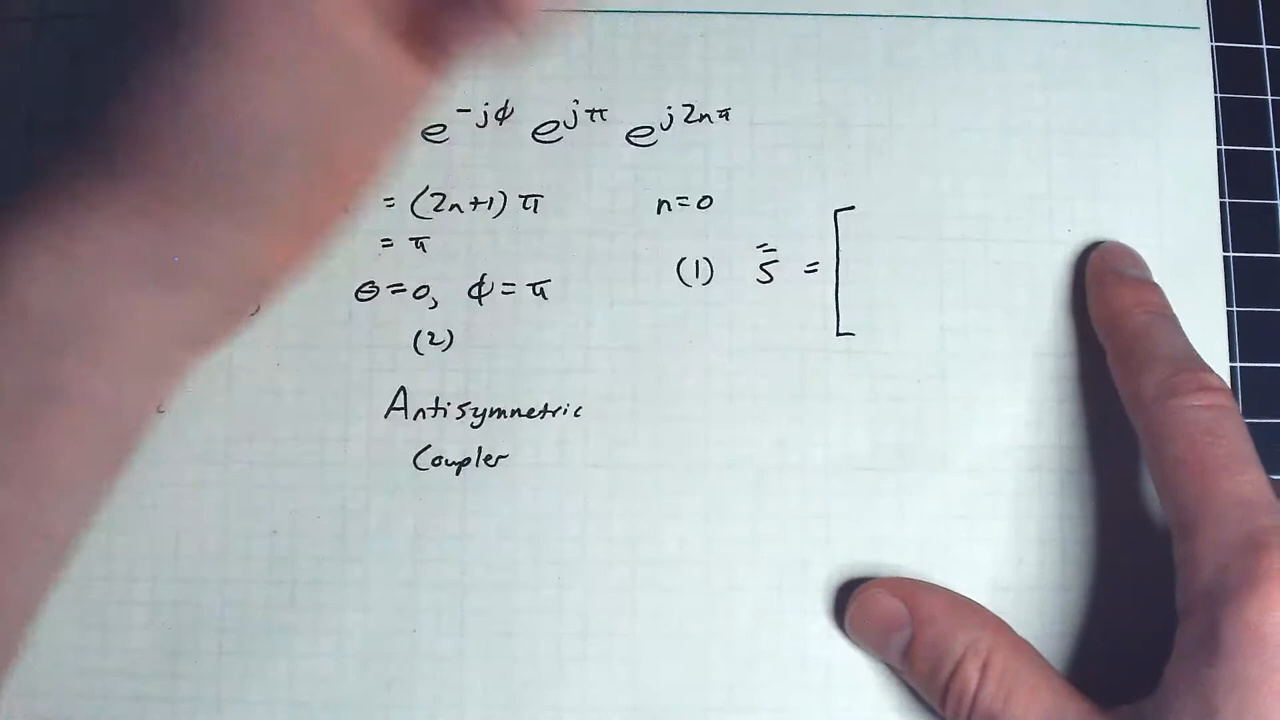 e^{-jϕ} e^{jπ} e^{j2nπ}
= (2n+1) π n=0
= π
θ=0, ϕ=π
(1) S̿ = [
(2)
Antisymmetric
Coupler